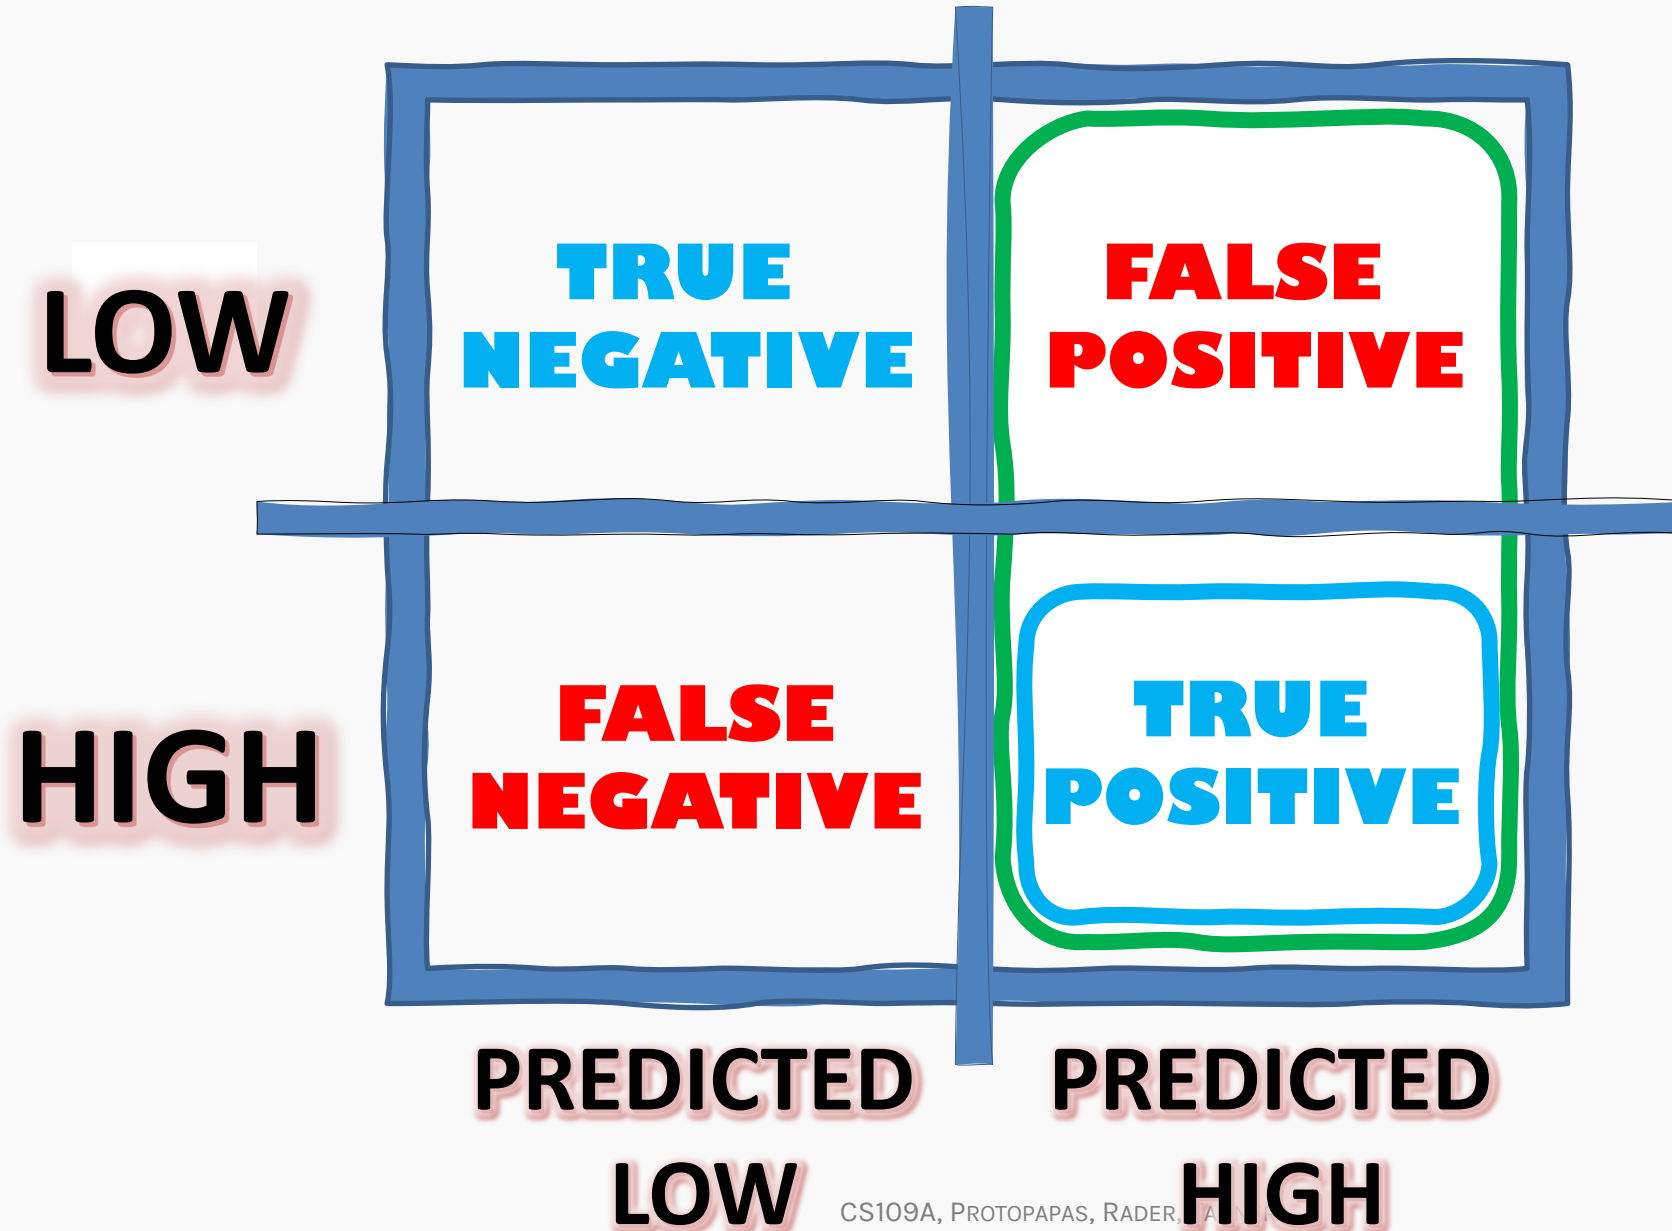 LOW
TRUE
NEGATIVE
FALSE
POSITIVE
HIGH
FALSE
NEGATIVE
TRUE
POSITIVE
PREDICTED
LOW
PREDICTED
HIGH
CS109A, PROTOPAPAS, RADER,